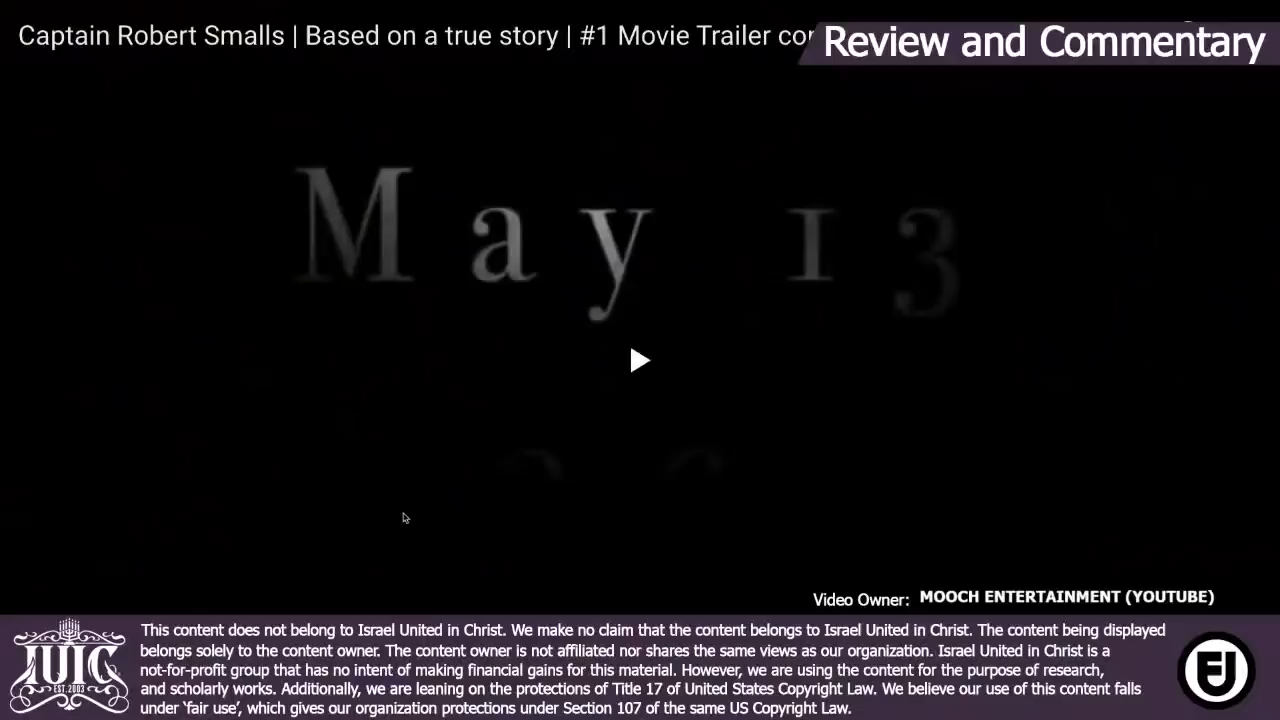 Captain Robert Smalls | Based on a true story | #1 Movie Trailer
Review and Commentary
May 13
Video Owner: MOOCH ENTERTAINMENT (YOUTUBE)
This content does not belong to Israel United in Christ. We make no claim that the content belongs to Israel United in Christ. The content being displayed
belongs solely to the content owner. The content owner is not affiliated nor shares the same views as our organization. Israel United in Christ is a
not-for-profit group that has no intent of making financial gains for this material. However, we are using the content for the purpose of research,
and scholarly works. Additionally, we are leaning on the protections of Title 17 of United States Copyright Law. We believe our use of this content falls
under ‘fair use’, which gives our organization protections under Section 107 of the same US Copyright Law.
IUIC
EST.2003